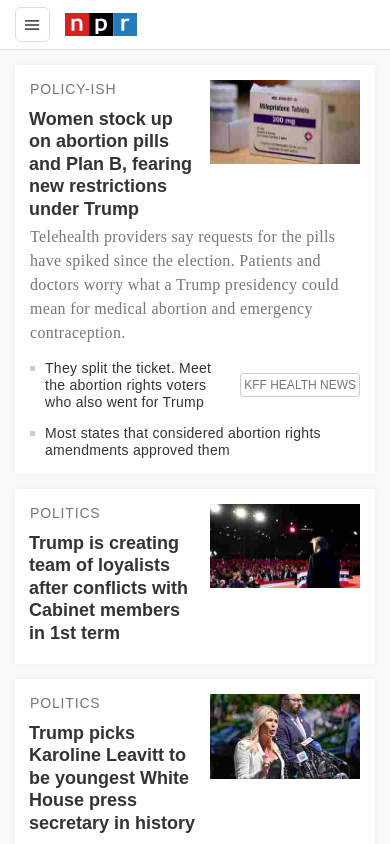 npr
POLICY-ISH
Women stock up
on abortion pills
and Plan B, fearing
new restrictions
under Trump
Mifepristone Tablets
200 mg
Telehealth providers say requests for the pills
have spiked since the election. Patients and
doctors worry what a Trump presidency could
mean for medical abortion and emergency
contraception.
They split the ticket. Meet
the abortion rights voters
who also went for Trump
KFF HEALTH NEWS
Most states that considered abortion rights
amendments approved them
POLITICS
Trump is creating
team of loyalists
after conflicts with
Cabinet members
in 1st term
POLITICS
Trump picks
Karoline Leavitt to
be youngest White
House press
secretary in history